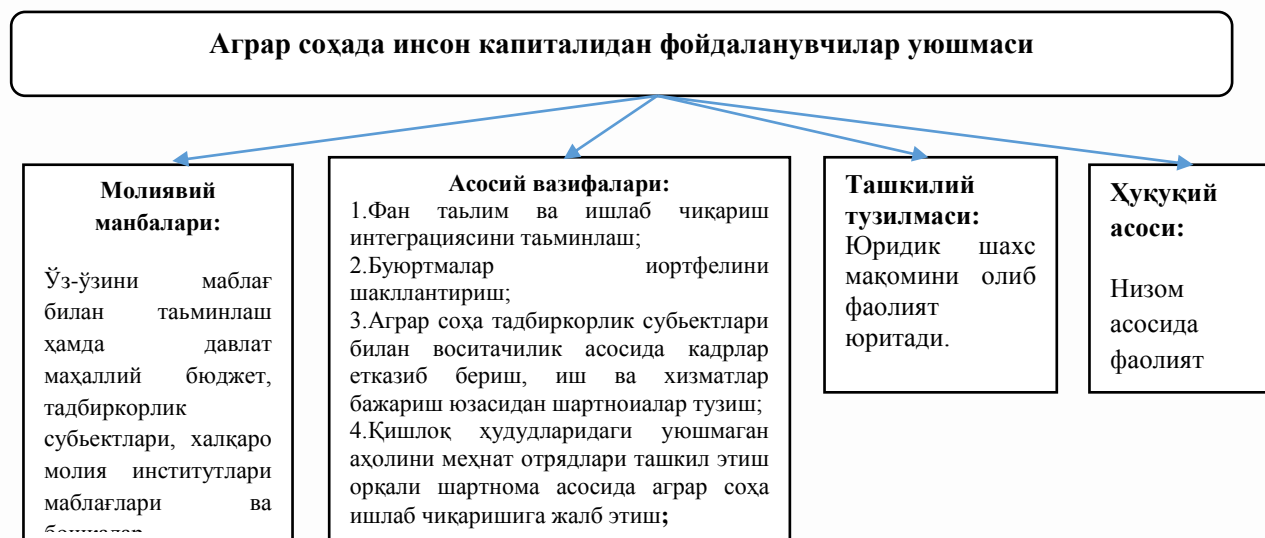 Аграр соҳада инсон капиталидан фойдаланувчилар уюшмаси
Молиявий
манбалари:
Ўз-ўзини маблағ
билан таьминлаш
ҳамда давлат
маҳаллий бюджет,
тадбиркорлик
субьектлари, халқаро
молия институтлари
маблағлари ва
Асосий вазифалари:
1.Фан таьлим ва ишлаб чиқариш
интеграциясини таьминлаш;
2.Буюртмалар иортфелини
шакллантириш;
3.Аграр соҳа тадбиркорлик субьектлари
билан воситачилик асосида кадрлар
етказиб бериш, иш ва хизматлар
бажариш юзасидан шартноиалар тузиш;
4.Қишлоқ ҳудудларидаги уюшмаган
аҳолини меҳнат отрядлари ташкил этиш
орқали шартнома асосида аграр соҳа
ишлаб чиқаришига жалб этиш;
Ташкилий
тузилмаси:
Юридик шахс
мақомини олиб
фаолият
юритади.
Ҳуқуқий
асоси:
Низом
асосида
фаолият